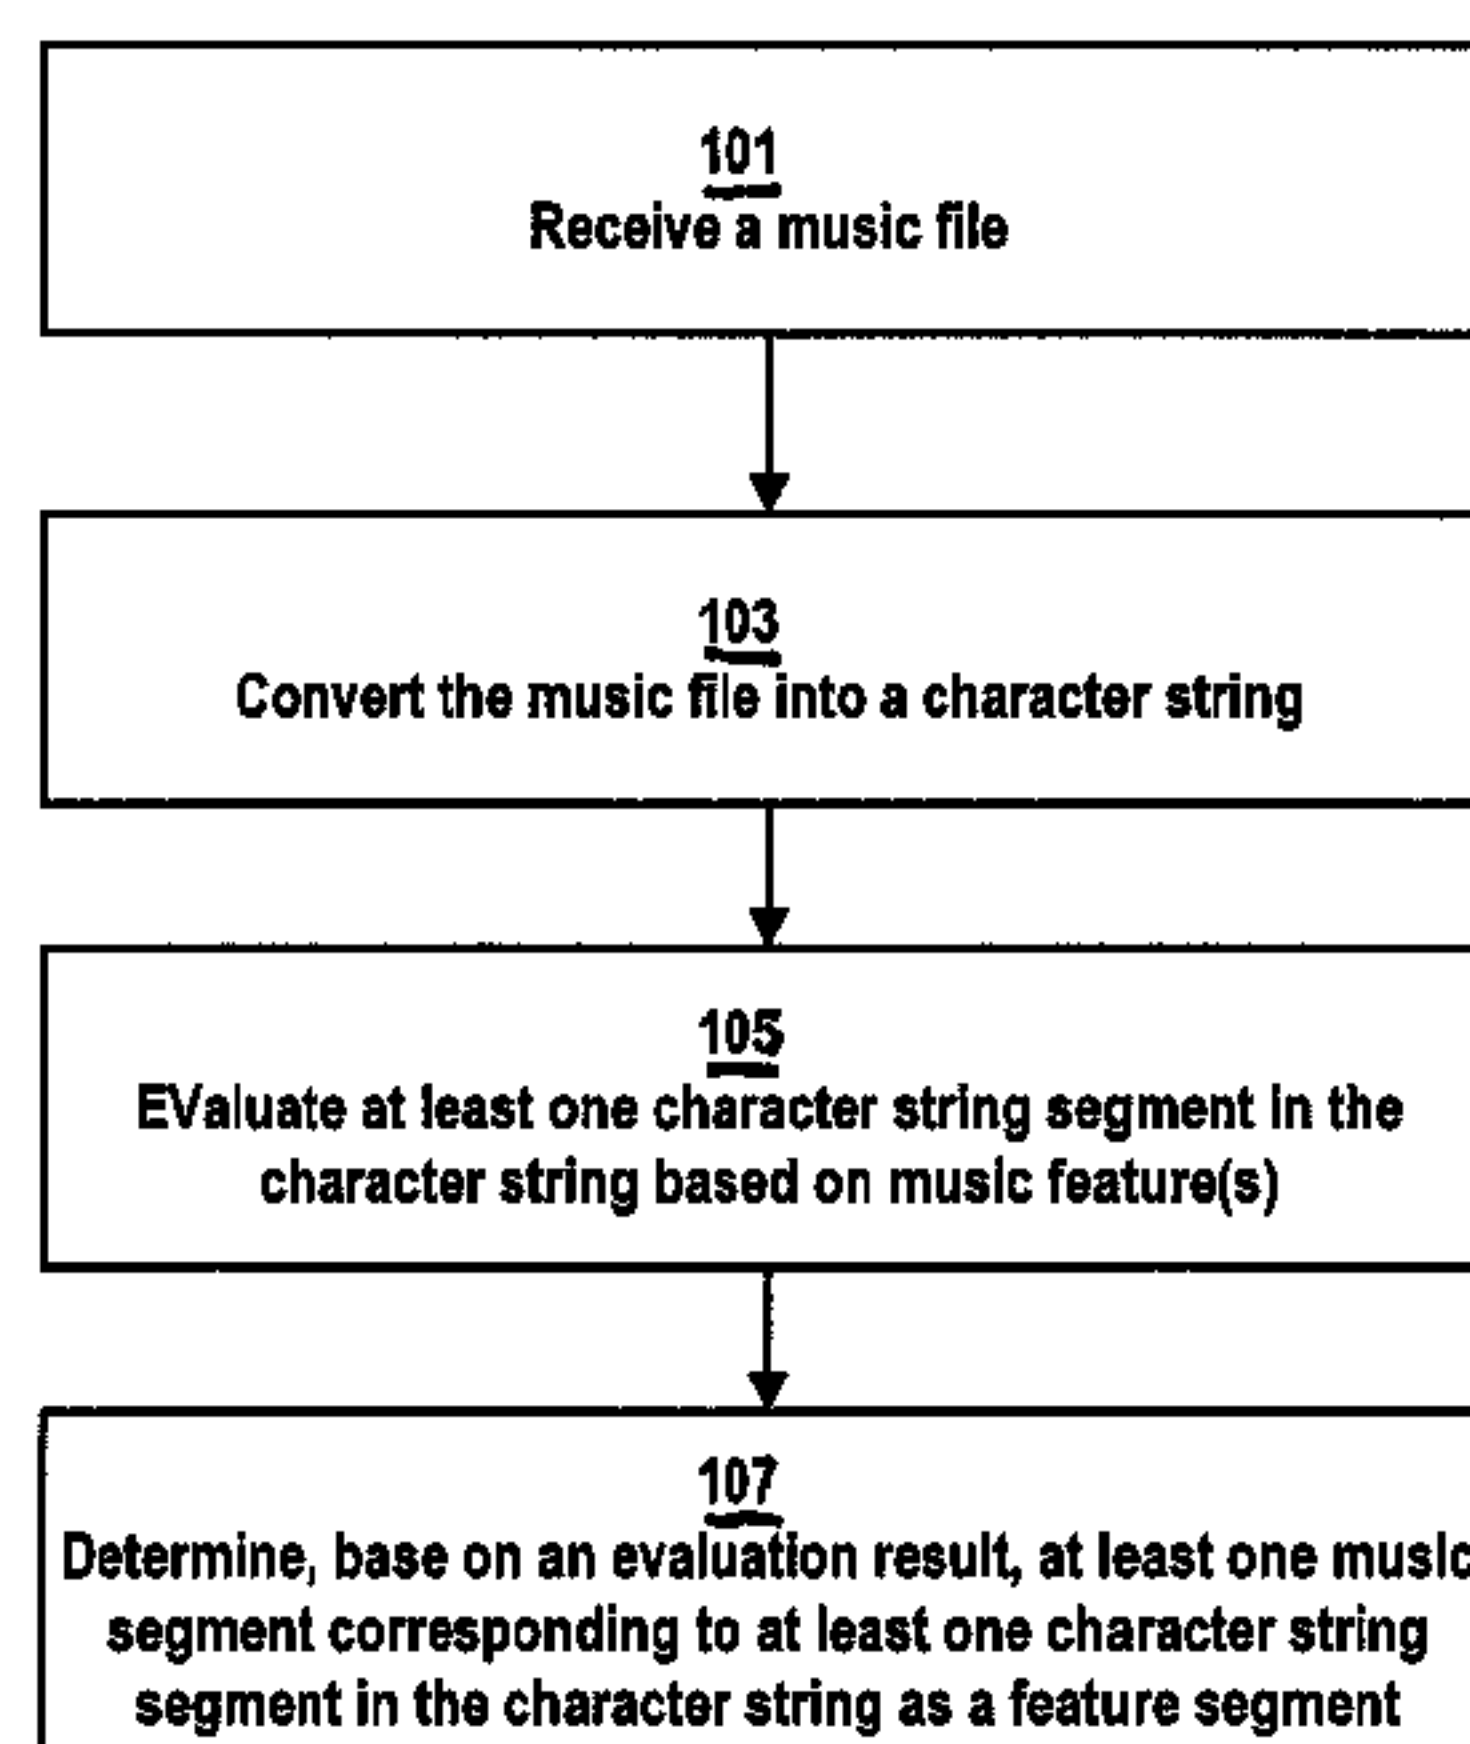 101
Receive a music file
103
Convert the music file into a character string
105
EValuate at least one character string segment in the
character string based on music feature(s)
107
Determine, base on an evaluation result, at least one music
segment corresponding to at least one character string
segment in the character string as a feature segment